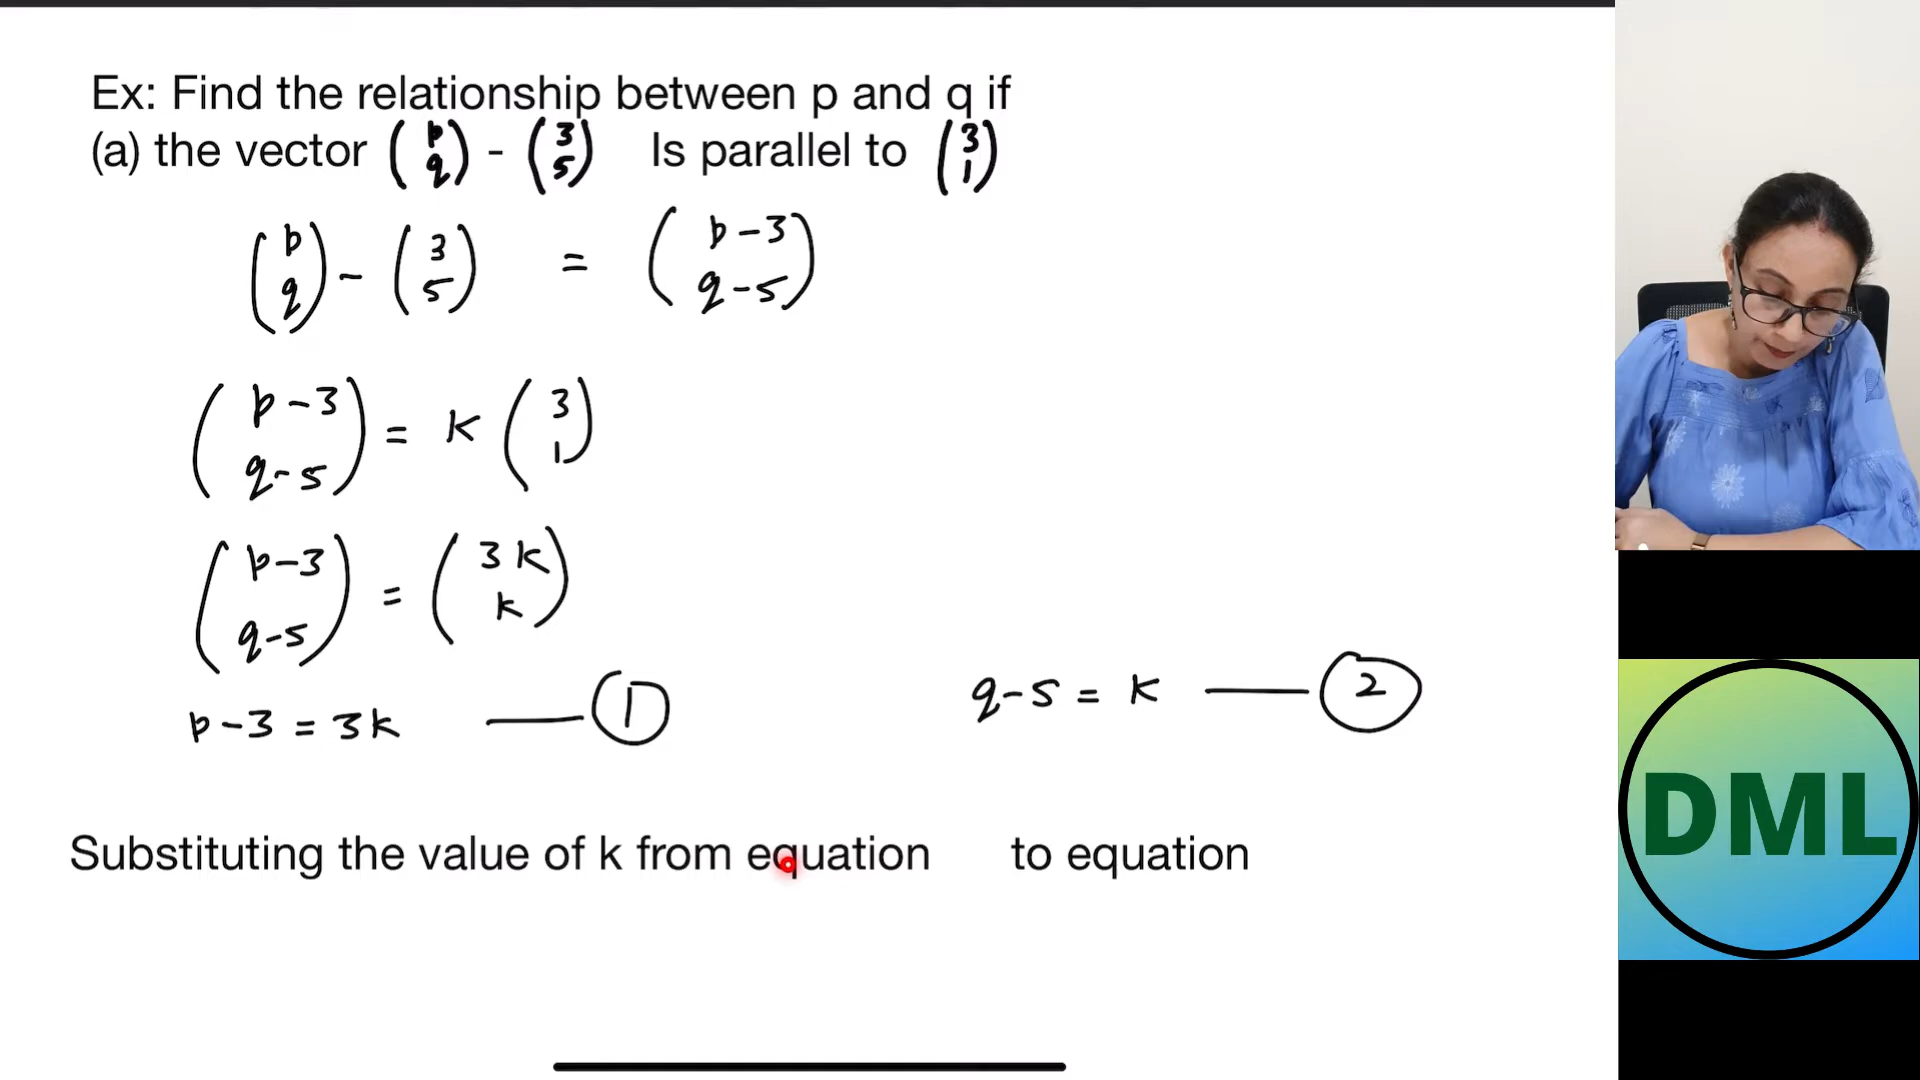 Ex: Find the relationship between p and q if
(a) the vector (p q) - (3 5) Is parallel to (3 1)
(p q) - (3 5) = (p-3 q-5)
(p-3 q-5) = k (3 1)
(p-3 q-5) = (3k k)
p-3 = 3k — ① q-5 = k — ②
Substituting the value of k from equation to equation
DML